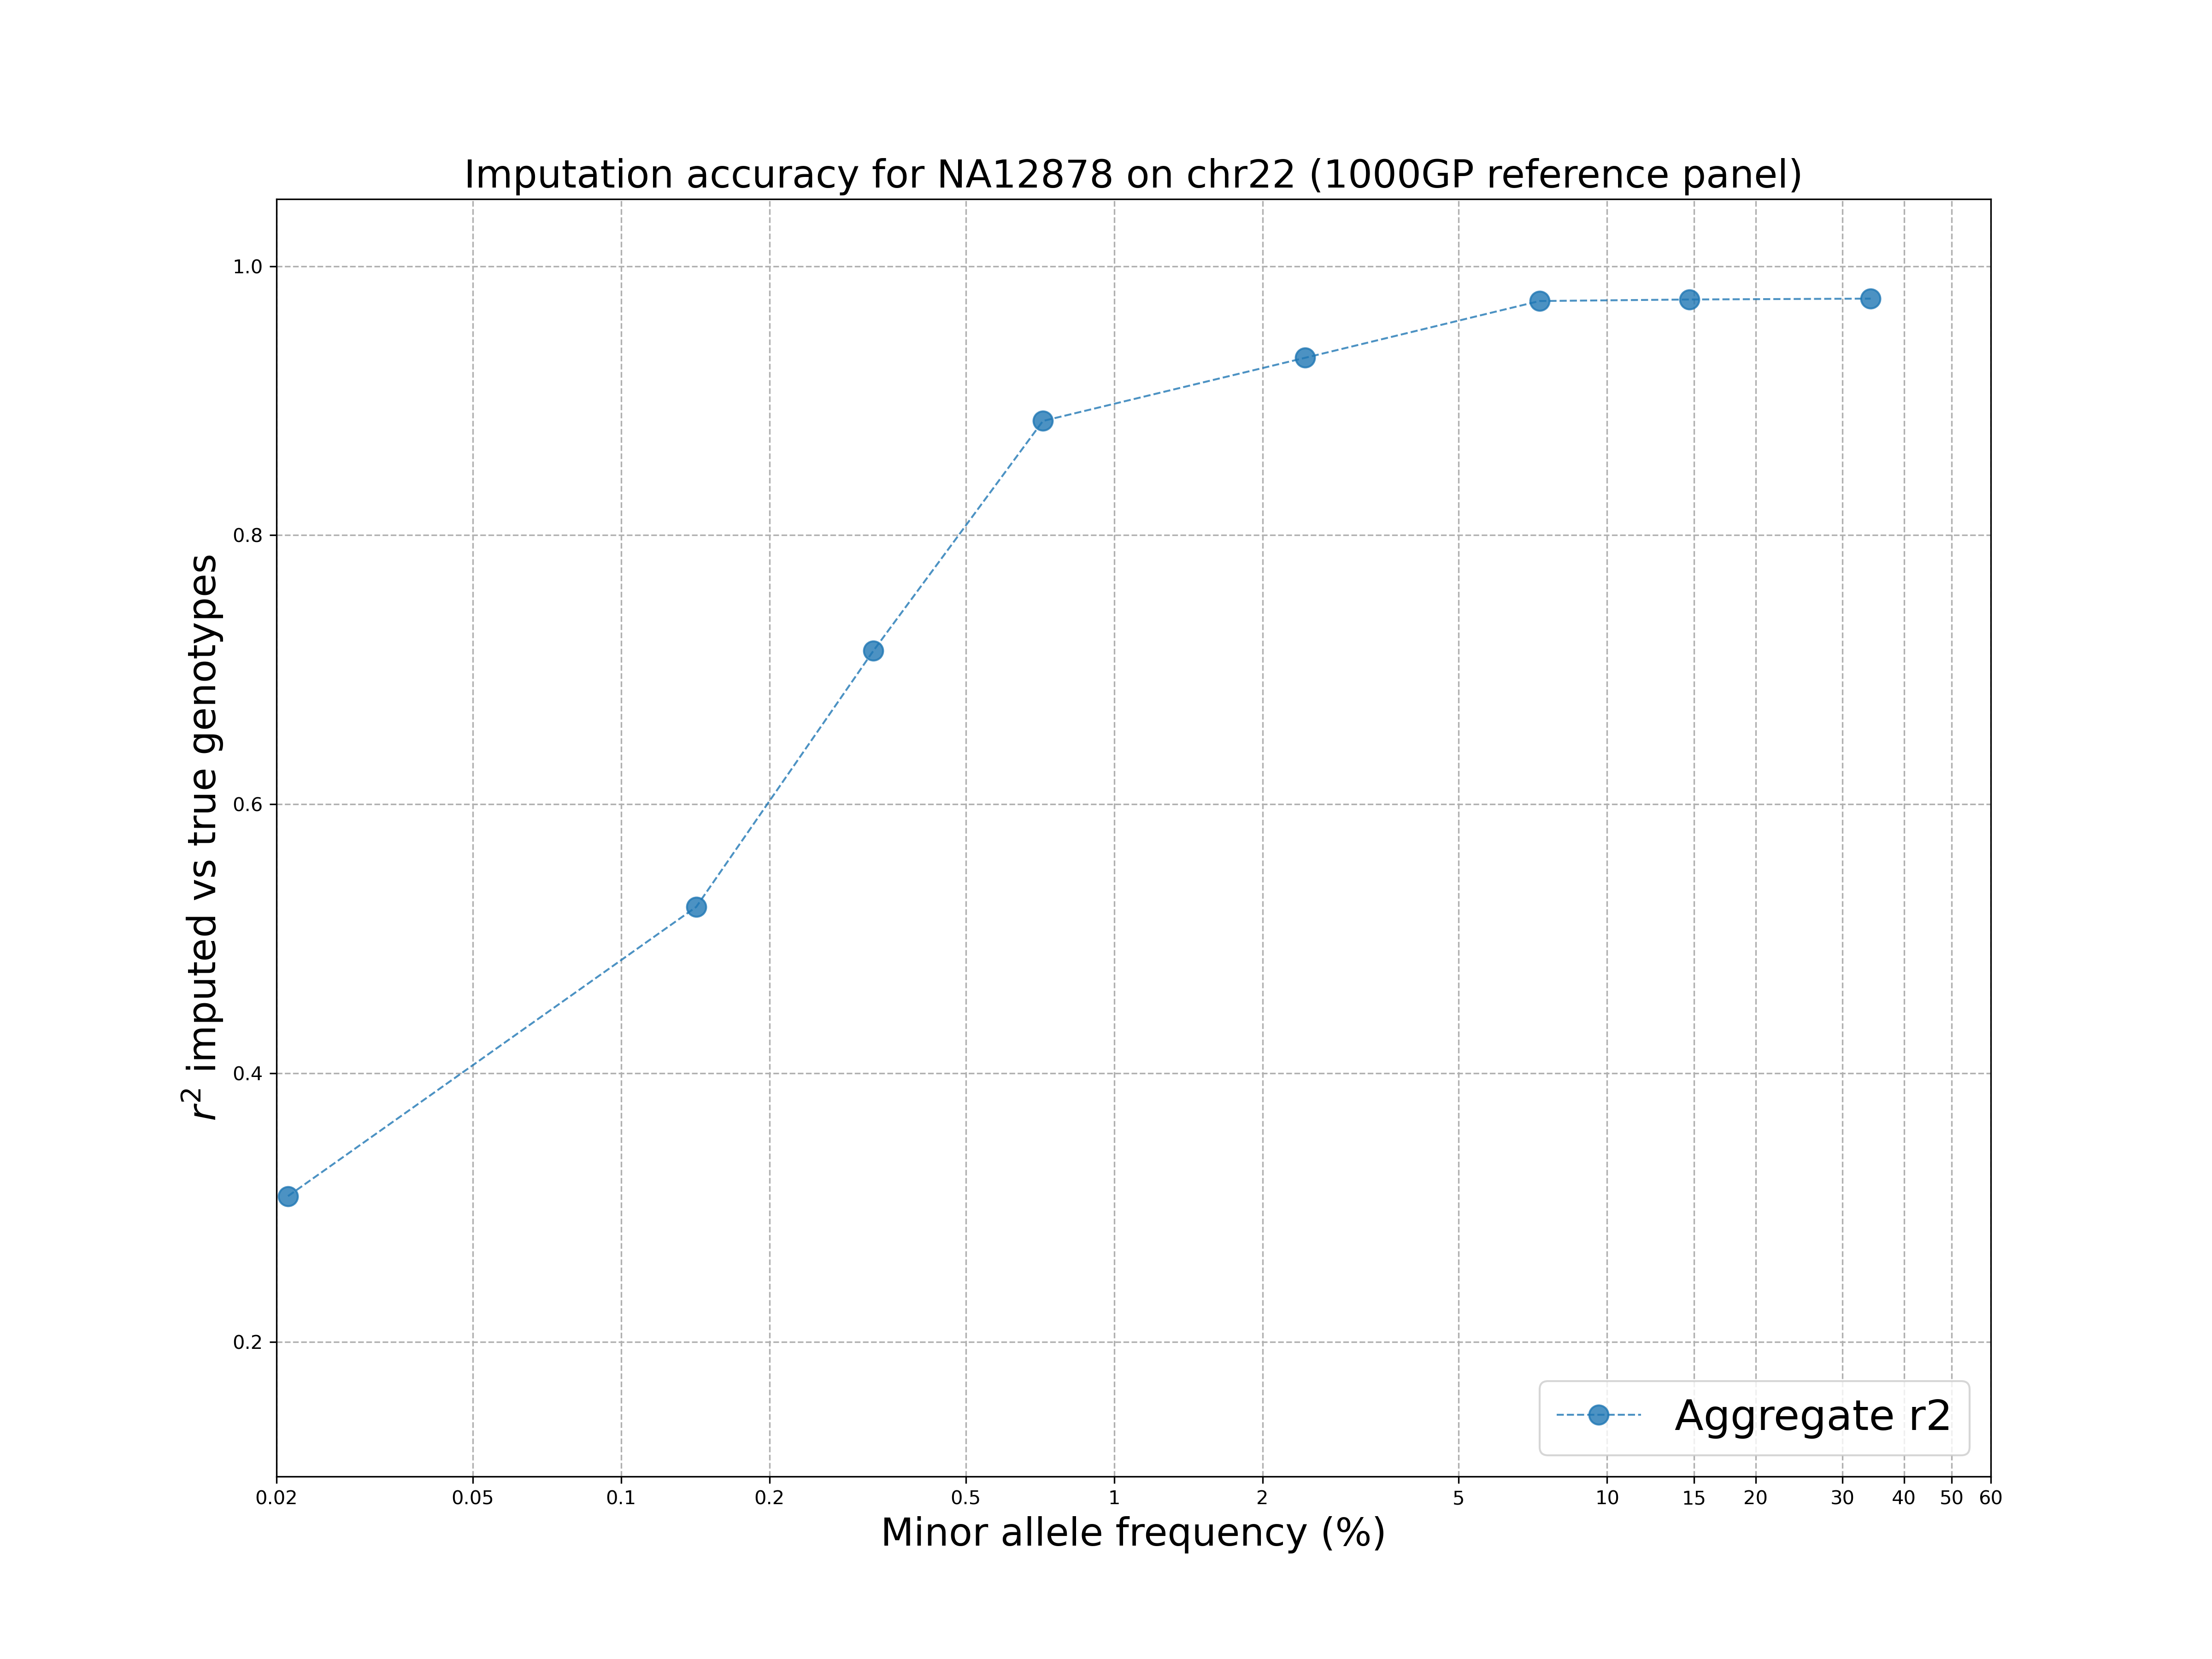 Imputation accuracy for NA12878 on chr22 (1000GP reference panel)
r² imputed vs true genotypes
1.0
0.8
0.6
0.4
0.2
Aggregate r2
0.02 0.05 0.1 0.2 0.5 1 2 5 10 15 20 30 40 50 60
Minor allele frequency (%)